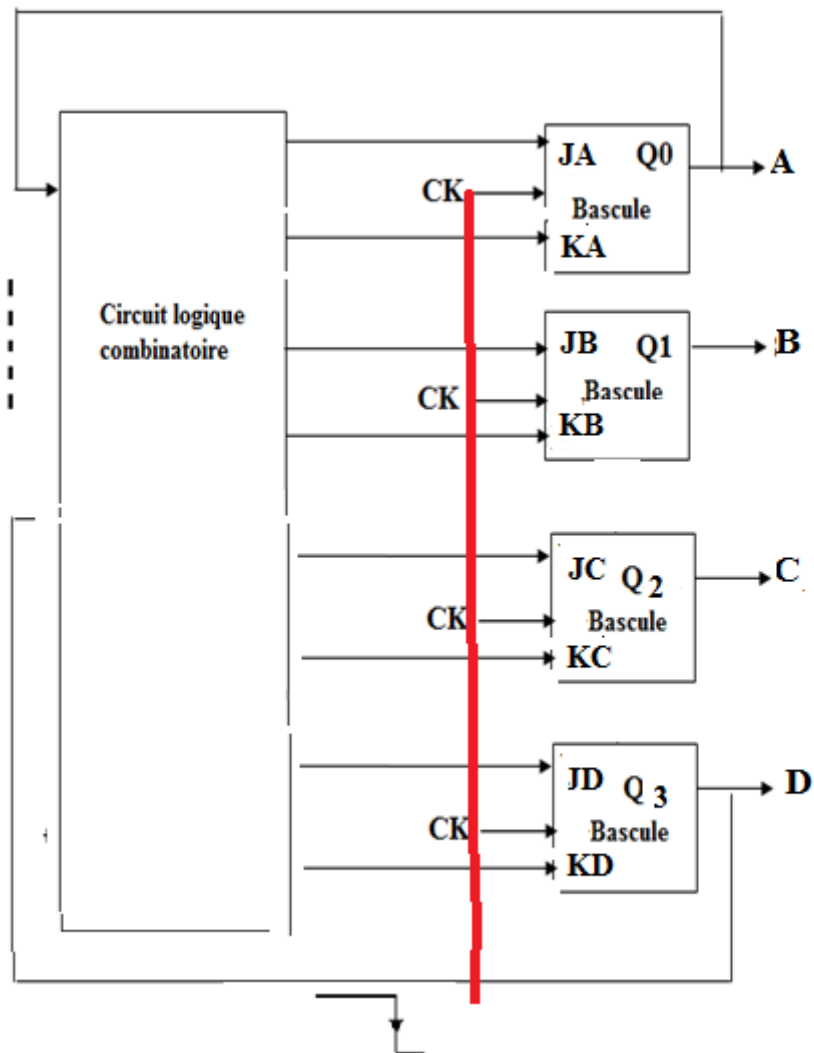 JA Q0 A
CK
Bascule
KA
Circuit logique
combinatoire
JB Q1 B
CK
Bascule
KB
JC Q2 C
CK
Bascule
KC
JD Q3 D
CK
Bascule
KD